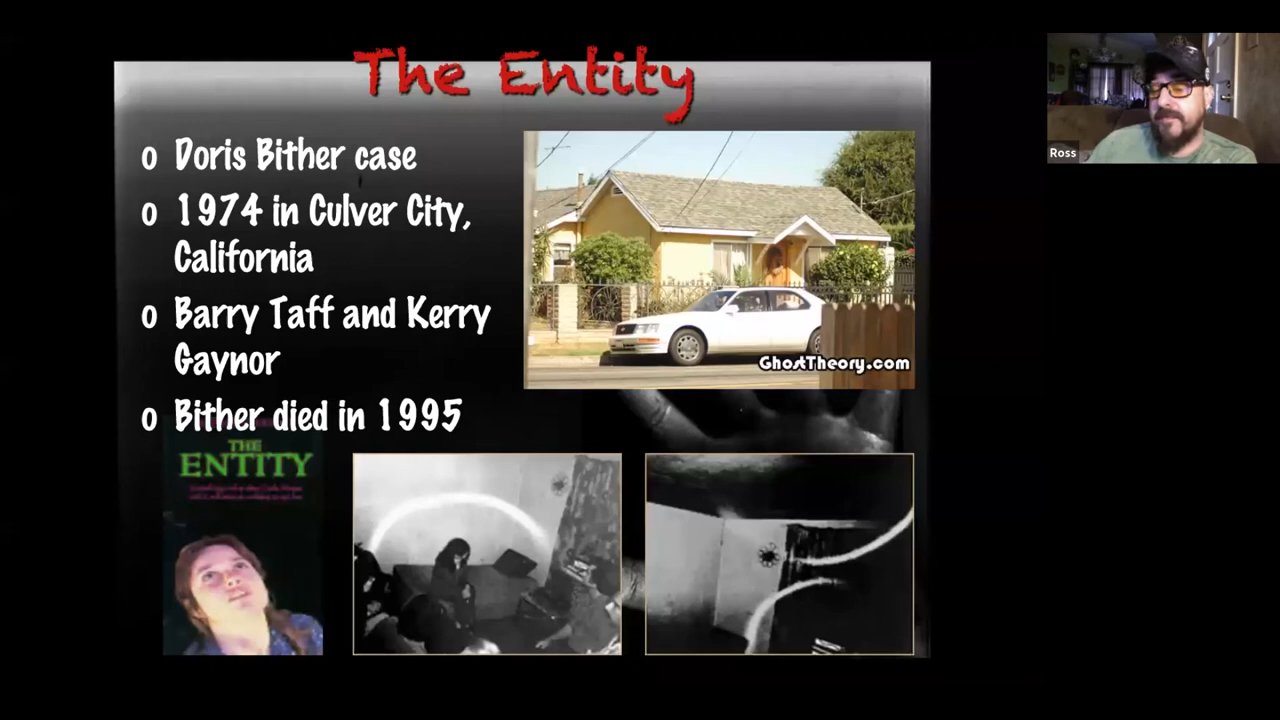 The Entity
o Doris Bither case
o 1974 in Culver City,
California
o Barry Taff and Kerry
Gaynor
o Bither died in 1995
GhostTheory.com
THE
ENTITY
Ross